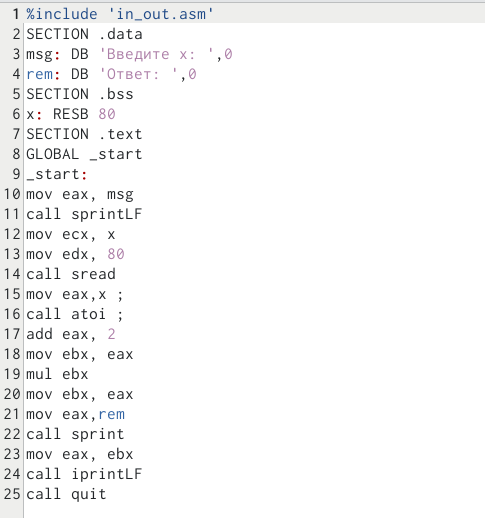 1 %include 'in_out.asm'
2 SECTION .data
3 msg: DB 'Введите x: ',0
4 rem: DB 'Ответ: ',0
5 SECTION .bss
6 x: RESB 80
7 SECTION .text
8 GLOBAL _start
9 _start:
10 mov eax, msg
11 call sprintLF
12 mov ecx, x
13 mov edx, 80
14 call sread
15 mov eax,x ;
16 call atoi ;
17 add eax, 2
18 mov ebx, eax
19 mul ebx
20 mov ebx, eax
21 mov eax,rem
22 call sprint
23 mov eax, ebx
24 call iprintLF
25 call quit